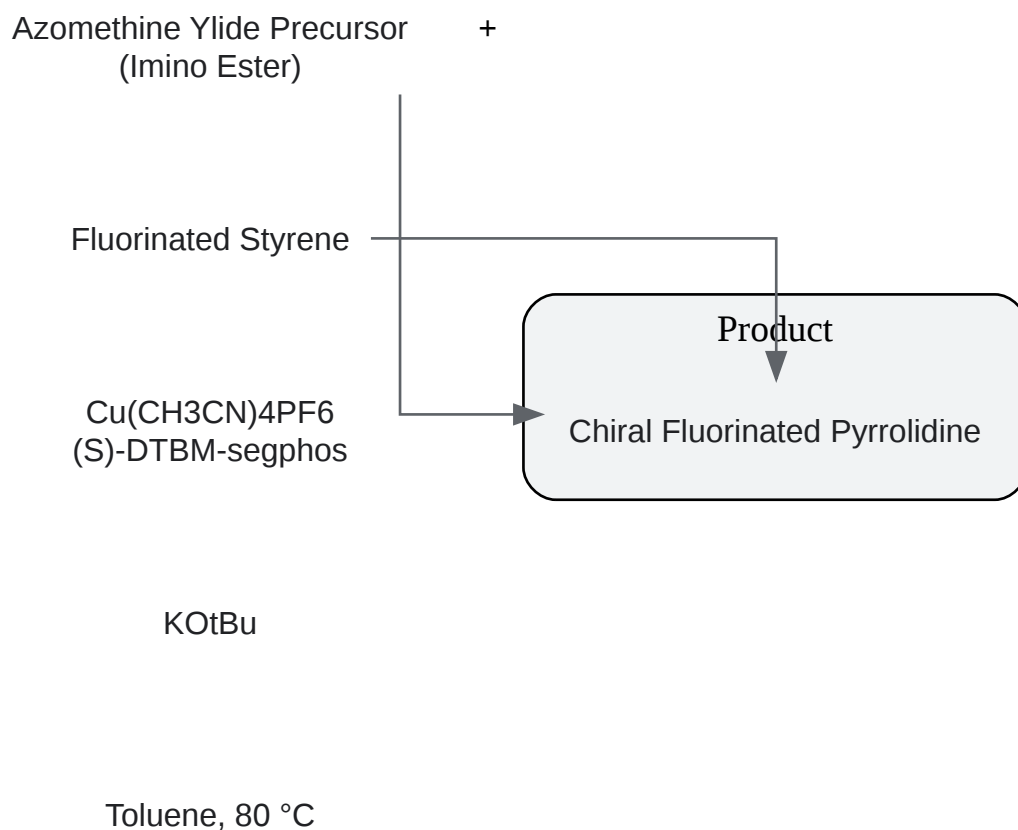 Azomethine Ylide Precursor
(Imino Ester)
+
Fluorinated Styrene
Product
Cu(CH3CN)4PF6
(S)-DTBM-segphos
Chiral Fluorinated Pyrrolidine
KOtBu
Toluene, 80 °C